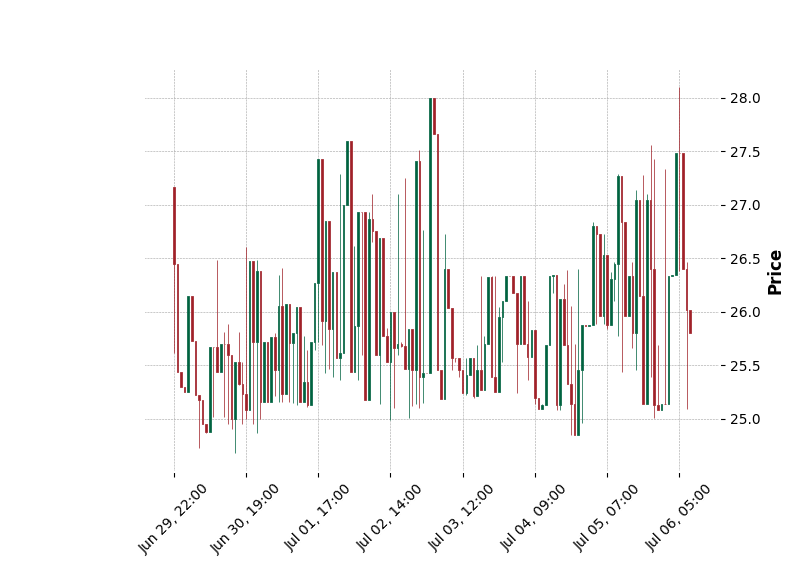 28.0
27.5
27.0
26.5
26.0
25.5
25.0
Price
Jun 29, 22:00
Jun 30, 19:00
Jul 01, 17:00
Jul 02, 14:00
Jul 03, 12:00
Jul 04, 09:00
Jul 05, 07:00
Jul 06, 05:00